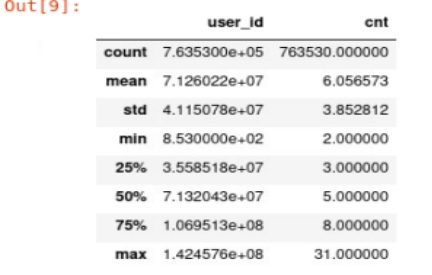 Out[9]:
user_id cnt
count 7.635300e+05 763530.000000
mean 7.126022e+07 6.056573
std 4.115078e+07 3.852812
min 8.530000e+02 2.000000
25% 3.558518e+07 3.000000
50% 7.132043e+07 5.000000
75% 1.069513e+08 8.000000
max 1.424576e+08 31.000000